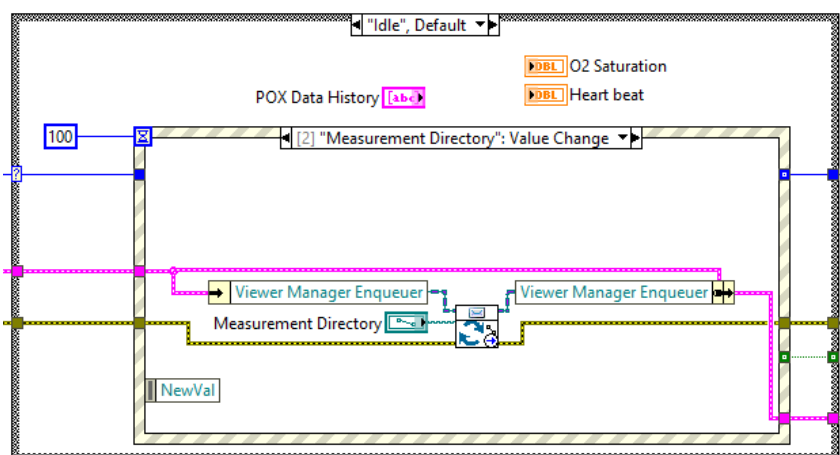 "Idle", Default
DBL O2 Saturation
POX Data History abc
DBL Heart beat
100
[2] "Measurement Directory": Value Change
?
Viewer Manager Enqueuer
Viewer Manager Enqueuer
Measurement Directory
NewVal